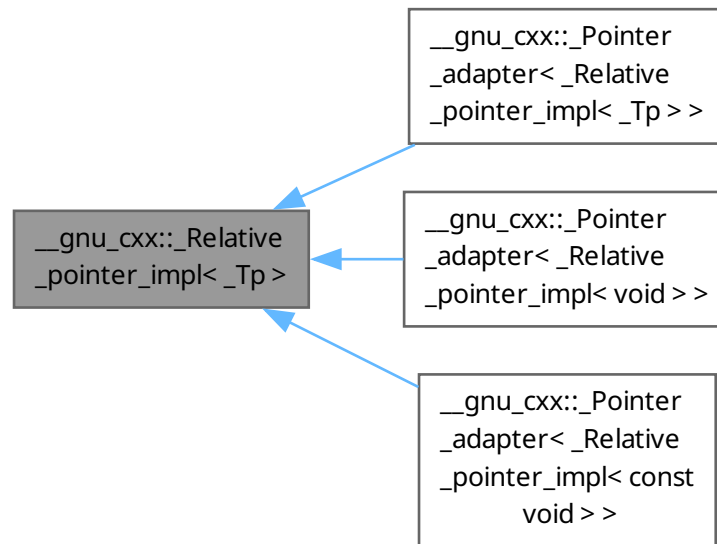 __gnu_cxx::_Relative
_pointer_impl< _Tp >
__gnu_cxx::_Pointer
_adapter< _Relative
_pointer_impl< _Tp > >
__gnu_cxx::_Pointer
_adapter< _Relative
_pointer_impl< void > >
__gnu_cxx::_Pointer
_adapter< _Relative
_pointer_impl< const
void > >